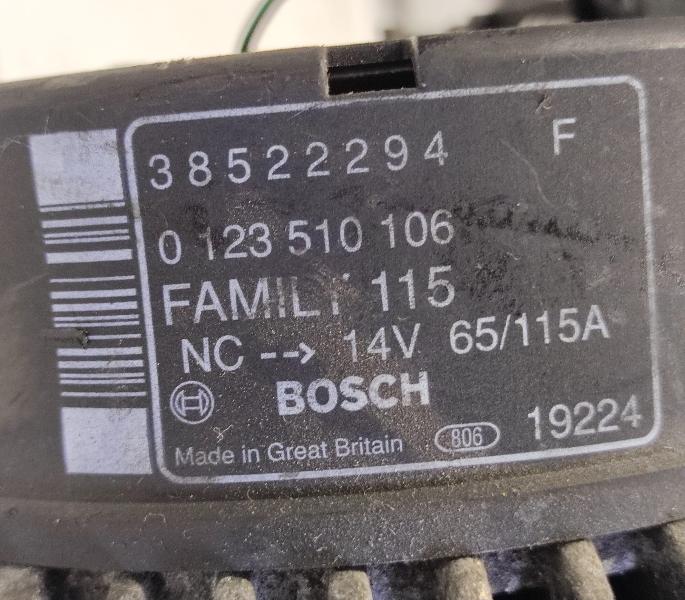 38522294 F
0 123 510 106
FAMILY 115
NC --> 14V 65/115A
BOSCH
Made in Great Britain 806 19224